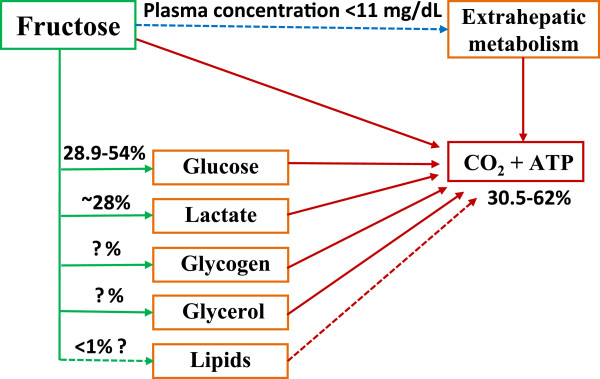 Plasma concentration <11 mg/dL
Fructose
Extrahepatic
metabolism
28.9-54%
Glucose
CO₂ + ATP
30.5-62%
~28%
Lactate
? %
Glycogen
? %
Glycerol
<1% ?
Lipids